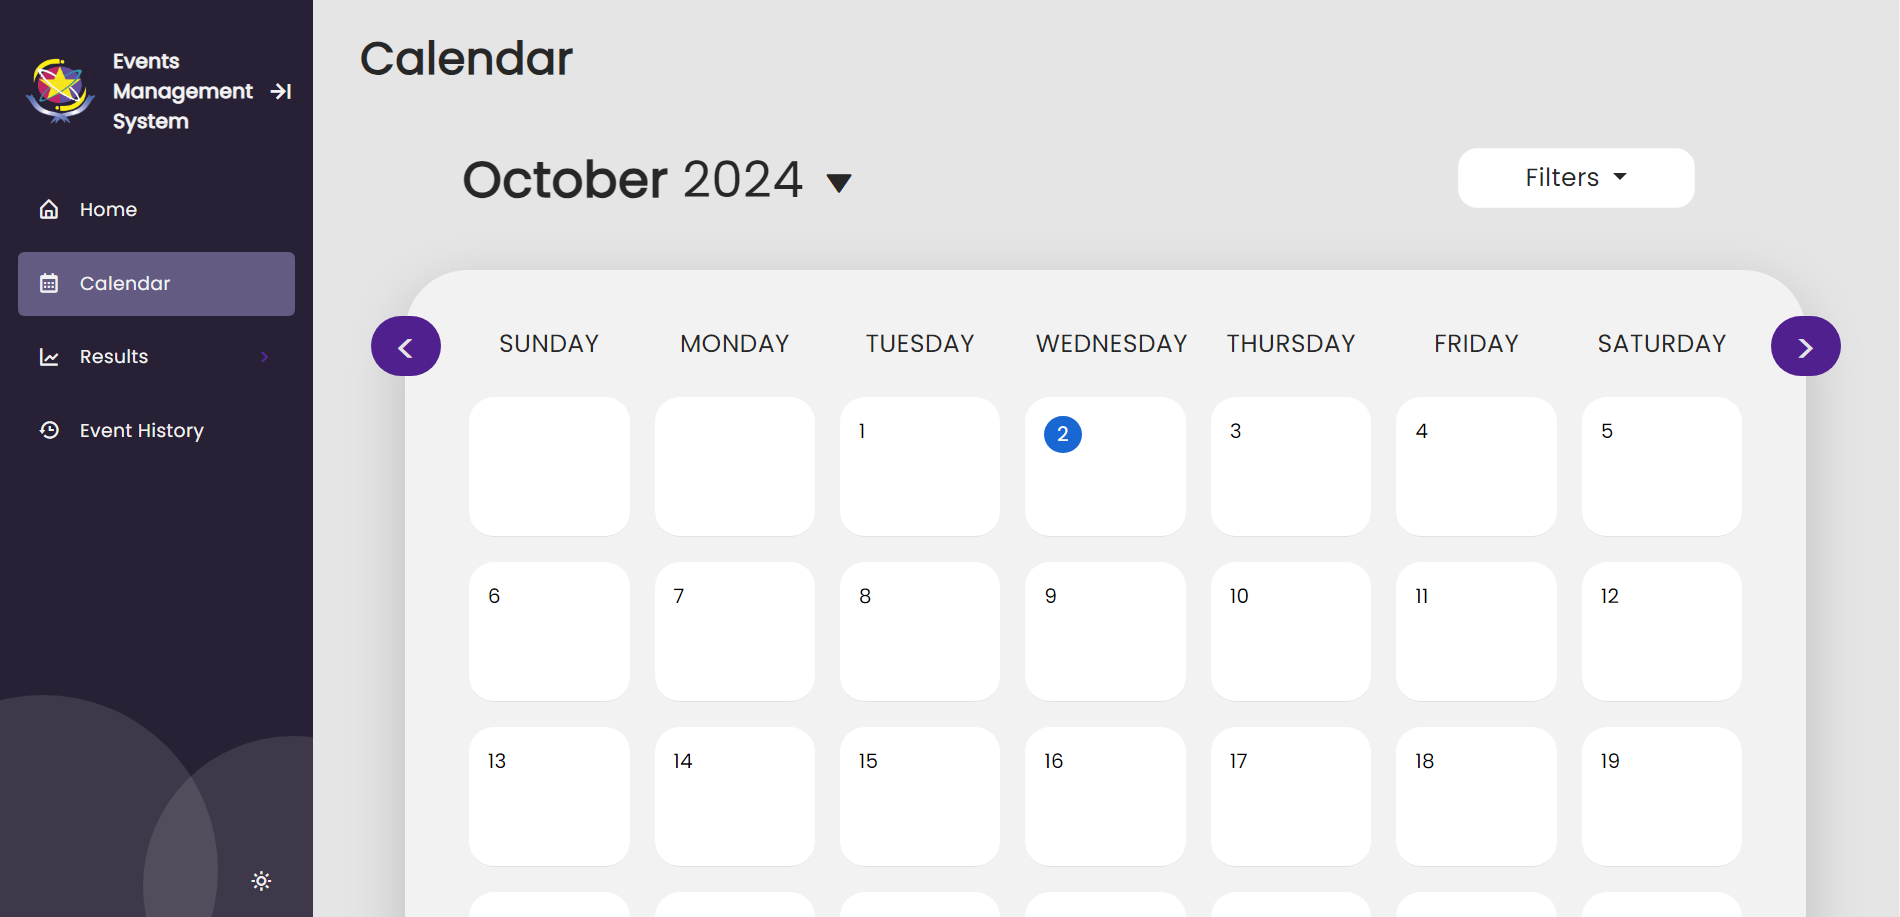 Events
Management
System
Home
Calendar
Results
Event History
Calendar
October 2024
Filters
SUNDAY MONDAY TUESDAY WEDNESDAY THURSDAY FRIDAY SATURDAY
1 2 3 4 5
6 7 8 9 10 11 12
13 14 15 16 17 18 19